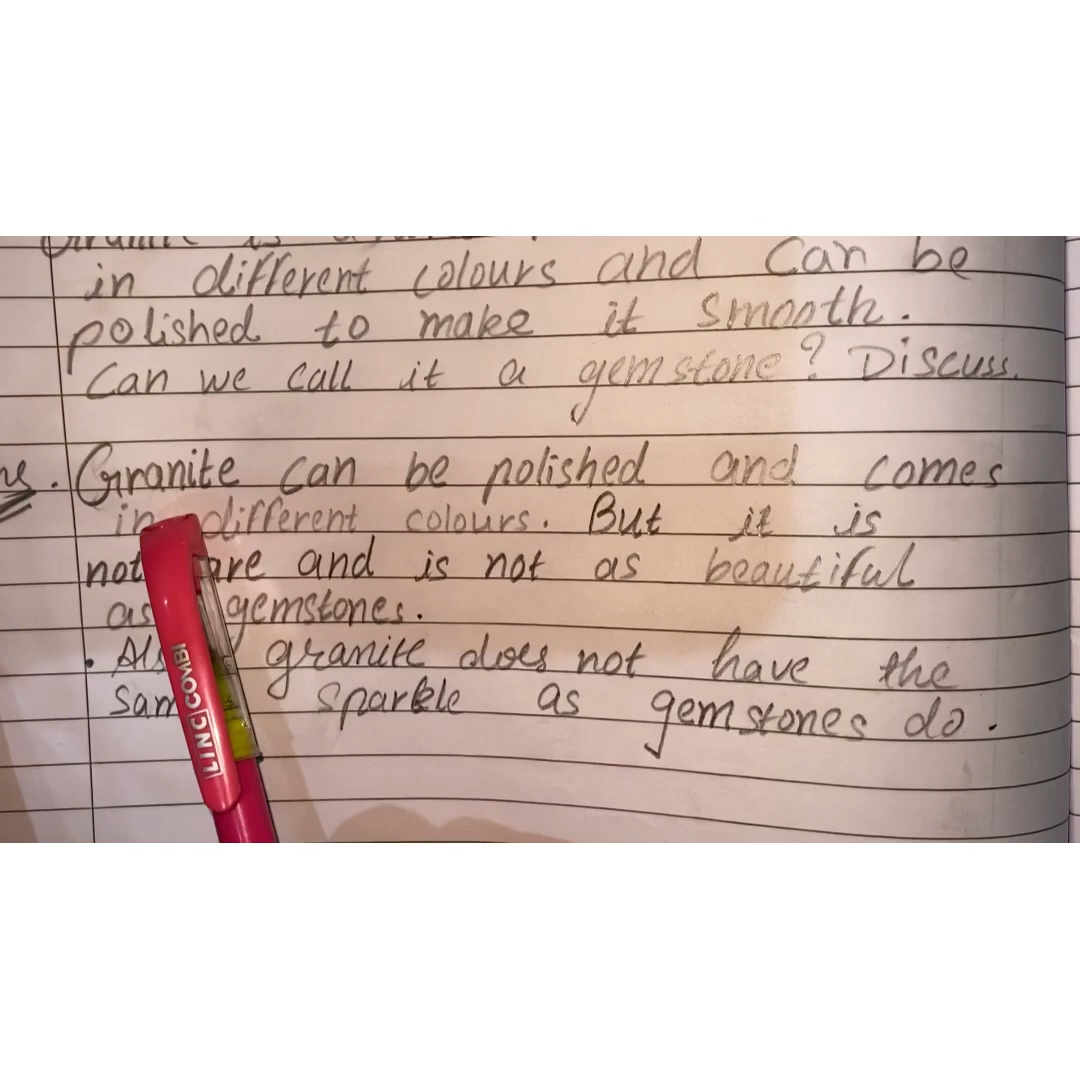 in different colours and can be
polished to make it smooth.
Can we call it a gemstone? Discuss.
Granite can be polished and comes
in different colours. But it is
not and is not as beautiful
as gemstones.
. granite does not have the
sparkle as gemstones do.
LINC COMBI